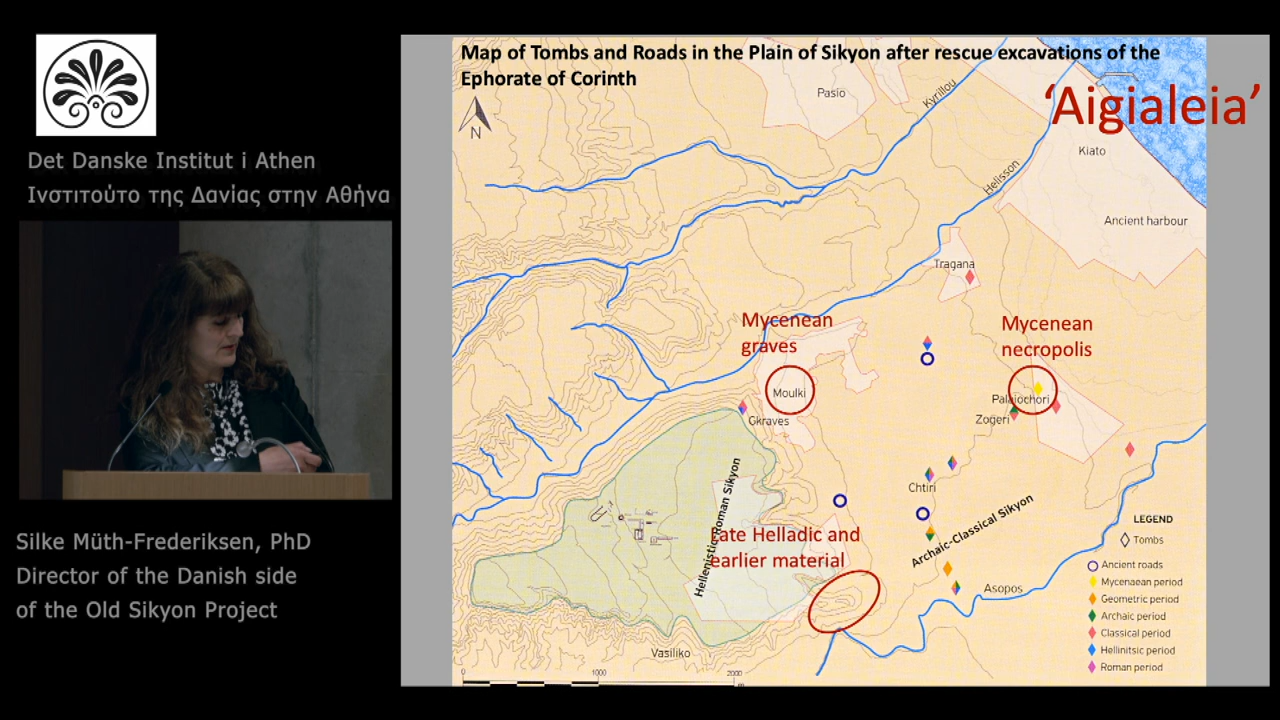 Det Danske Institut i Athen
Ινστιτούτο της Δανίας στην Αθήνα
Silke Müth-Frederiksen, PhD
Director of the Danish side
of the Old Sikyon Project
Map of Tombs and Roads in the Plain of Sikyon after rescue excavations of the
Ephorate of Corinth
N
Pasio
Kyrillou
'Aigialeia'
Kiato
Helisson
Ancient harbour
Tragana
Mycenean
graves
Mycenean
necropolis
Moulki
Gkraves
Palaiochori
Zogeri
Chtiri
Hellenistic-Roman Sikyon
Late Helladic and
earlier material
Archaic-Classical Sikyon
Asopos
Vasiliko
0 1000 2000
m
LEGEND
Tombs
Ancient roads
Mycenaean period
Geometric period
Archaic period
Classical period
Hellinitsic period
Roman period